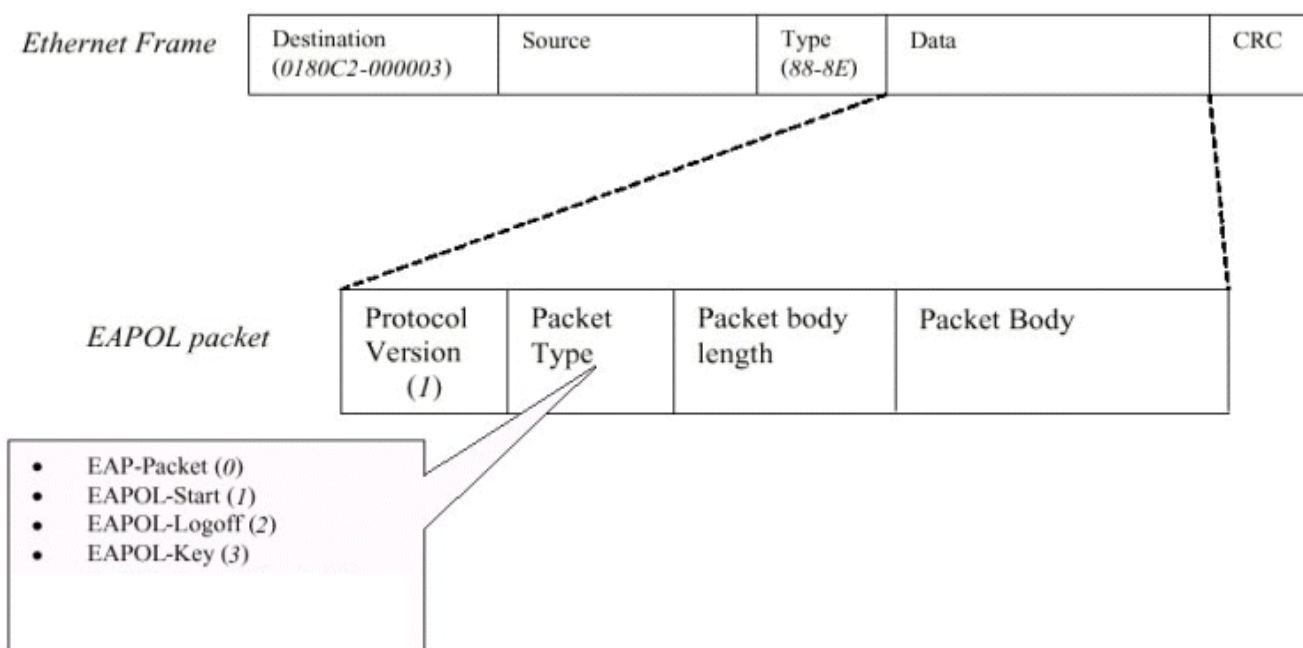 Ethernet Frame
Destination
(0180C2-000003)
Source
Type
(88-8E)
Data
CRC
EAPOL packet
Protocol
Version
(1)
Packet
Type
Packet body
length
Packet Body
• EAP-Packet (0)
• EAPOL-Start (1)
• EAPOL-Logoff (2)
• EAPOL-Key (3)